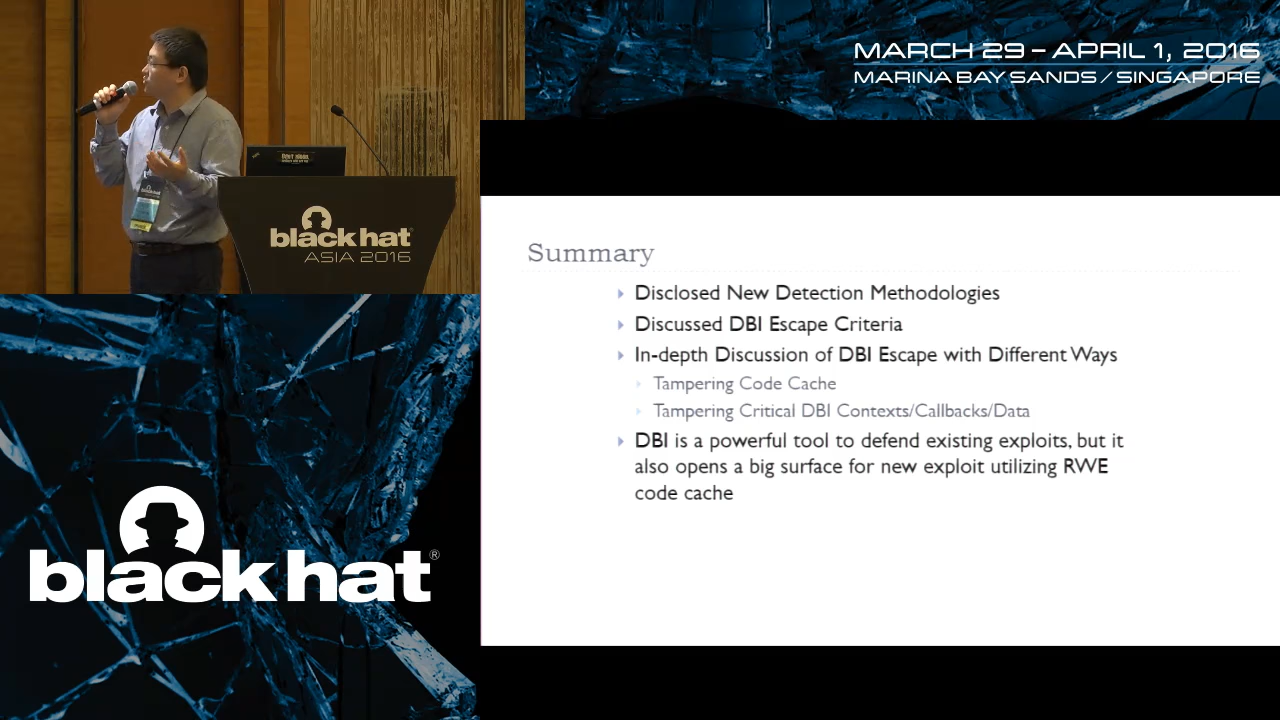 MARCH 29 – APRIL 1, 2016
MARINA BAY SANDS / SINGAPORE
black hat
ASIA 2016
Summary
Disclosed New Detection Methodologies
Discussed DBI Escape Criteria
In-depth Discussion of DBI Escape with Different Ways
Tampering Code Cache
Tampering Critical DBI Contexts/Callbacks/Data
DBI is a powerful tool to defend existing exploits, but it
also opens a big surface for new exploit utilizing RWE
code cache
black hat®